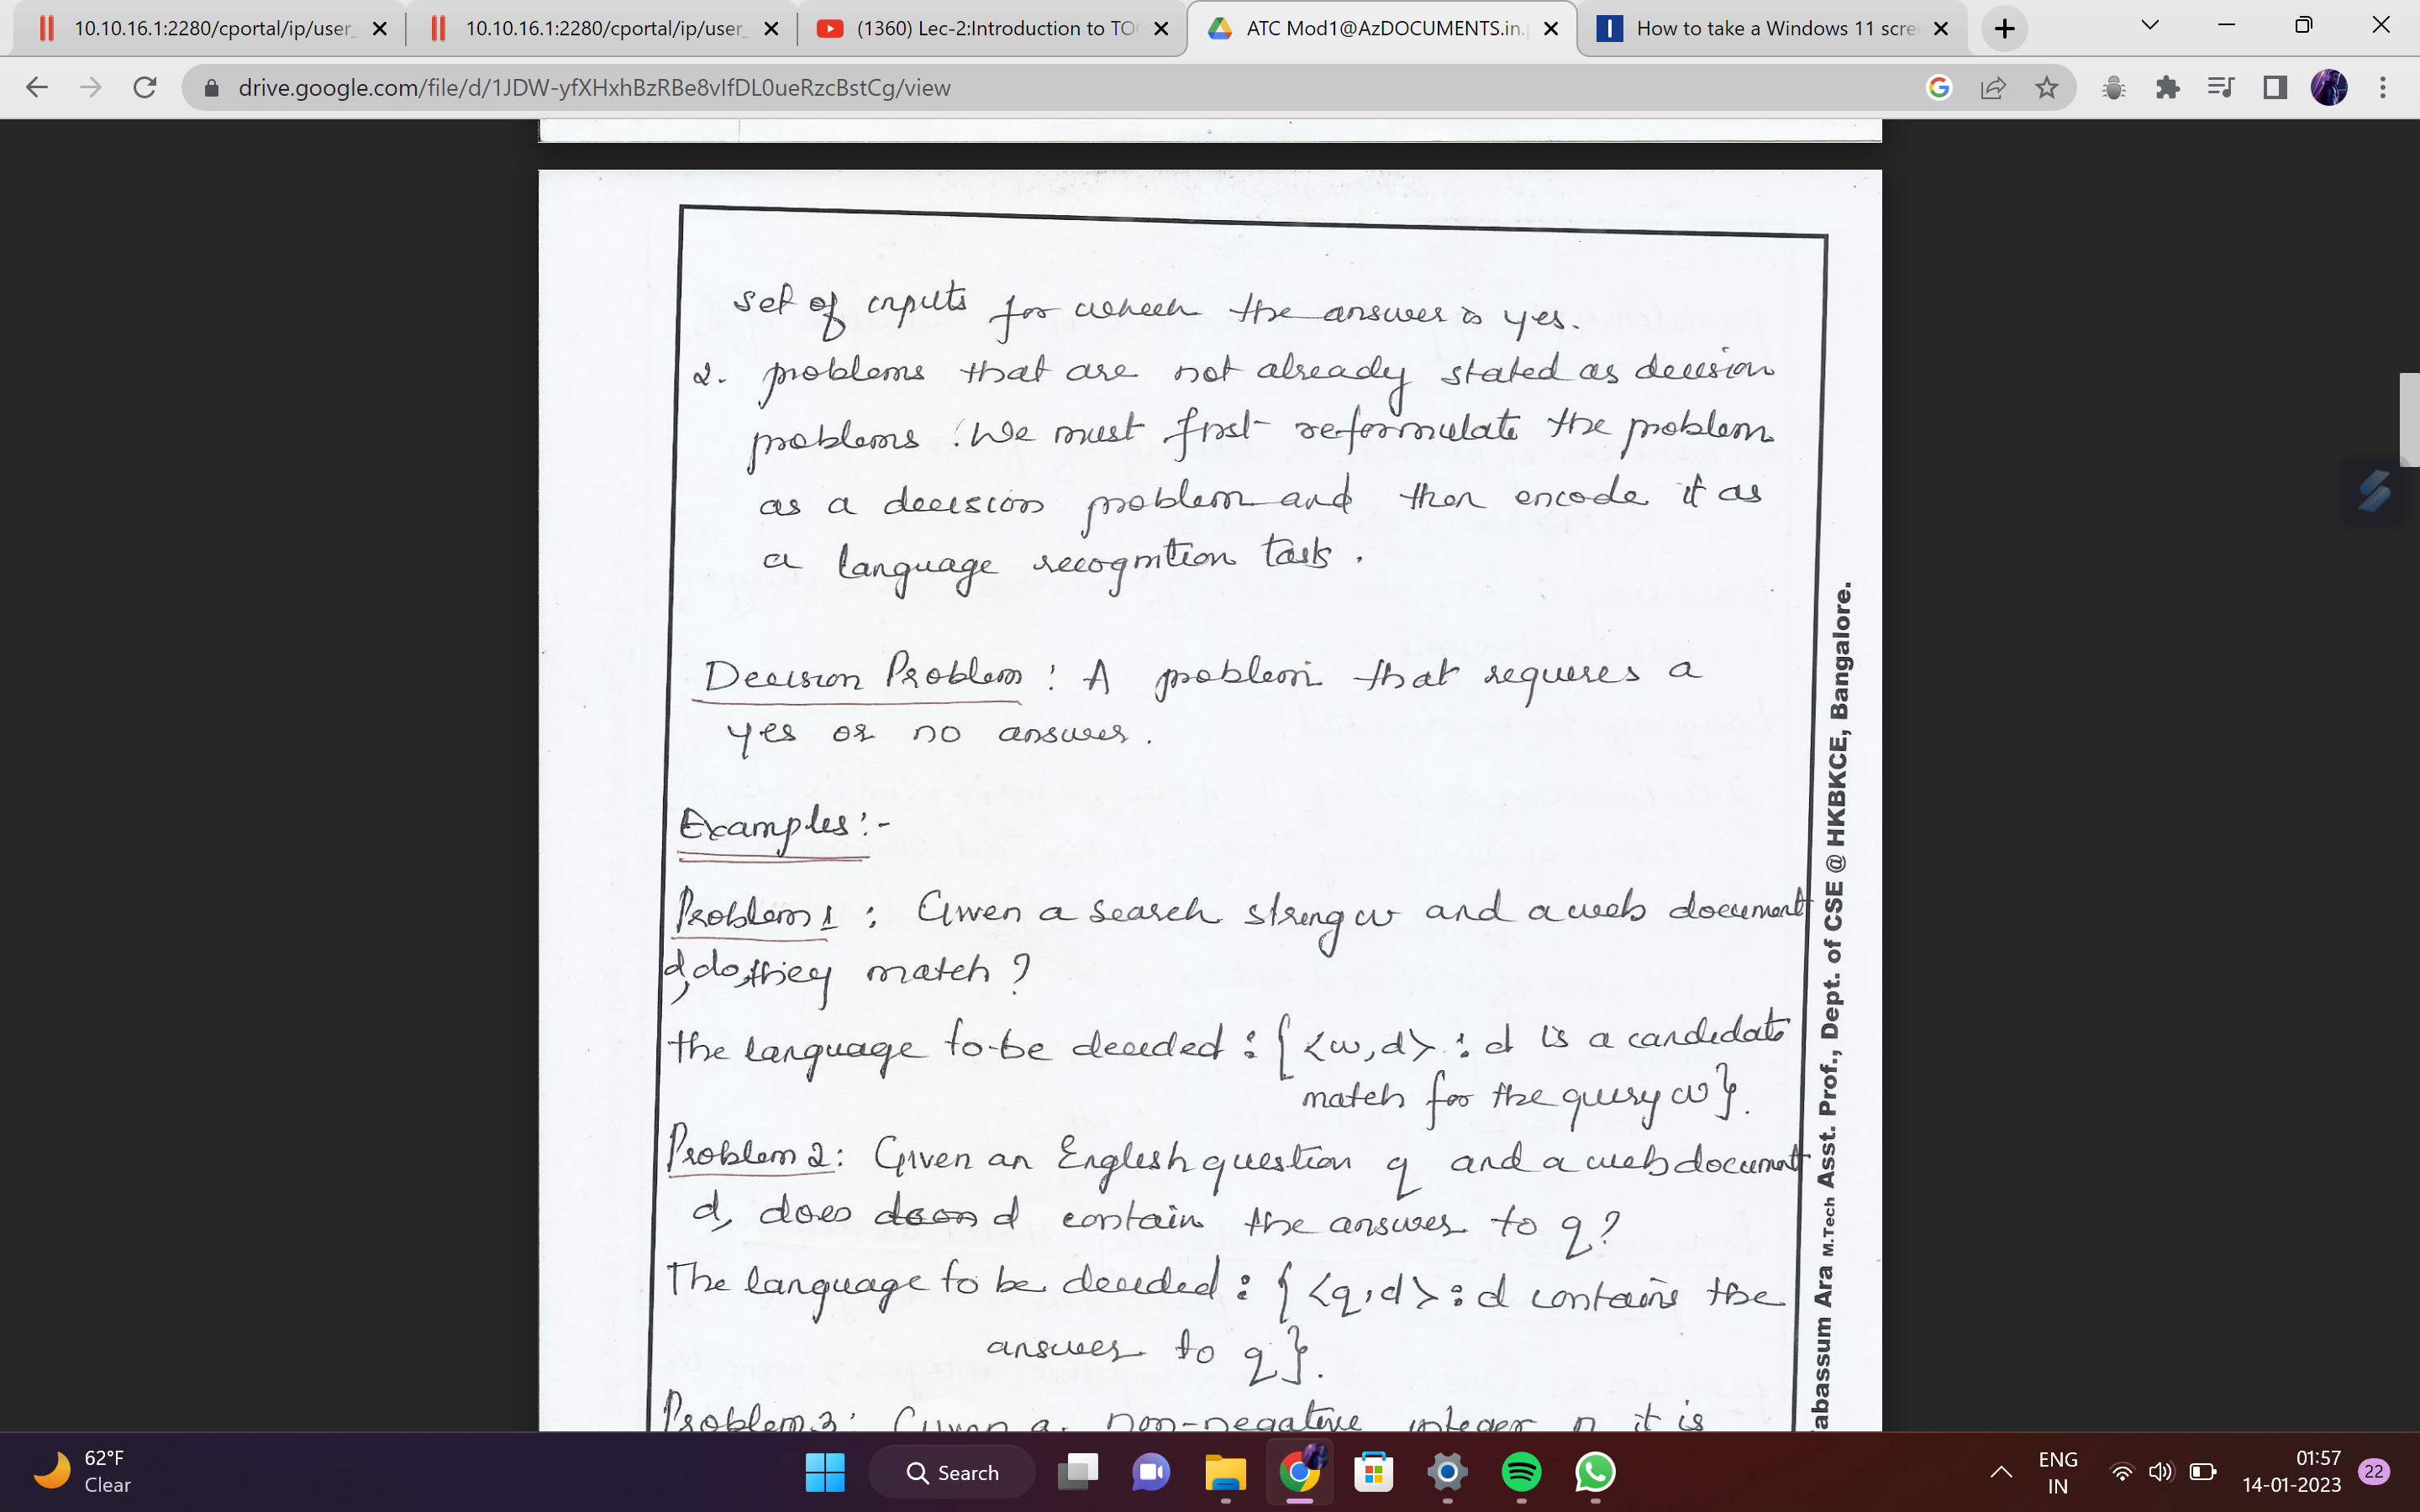 10.10.16.1:2280/cportal/ip/user_
10.10.16.1:2280/cportal/ip/user_
(1360) Lec-2:Introduction to TO
ATC Mod1@AzDOCUMENTS.in.
How to take a Windows 11 scre
drive.google.com/file/d/1JDW-yfXHxhBzRBe8vIfDL0ueRzcBstCg/view
set of inputs for which the answer is yes.
2. problems that are not already stated as decision
problems. We must first reformulate the problem
as a decision problem and then encode it as
a language recognition task.
Decision Problem : A problem that requires a
yes or no answer.
Examples:-
Problem 1 : Given a search string w and a web document
d, do they match ?
The language to be decided : { <w,d> : d is a candidate
match for the query w }.
Problem 2: Given an English question q and a web document
d, does d contain the answer to q?
The language to be decided : { <q,d> : d contains the
answer to q }.
Problem 3: Given a non-negative integer n it is
abassum Ara M.Tech Asst. Prof., Dept. of CSE @ HKBKCE, Bangalore.
62°F
Clear
Search
ENG
IN
01:57
14-01-2023
22